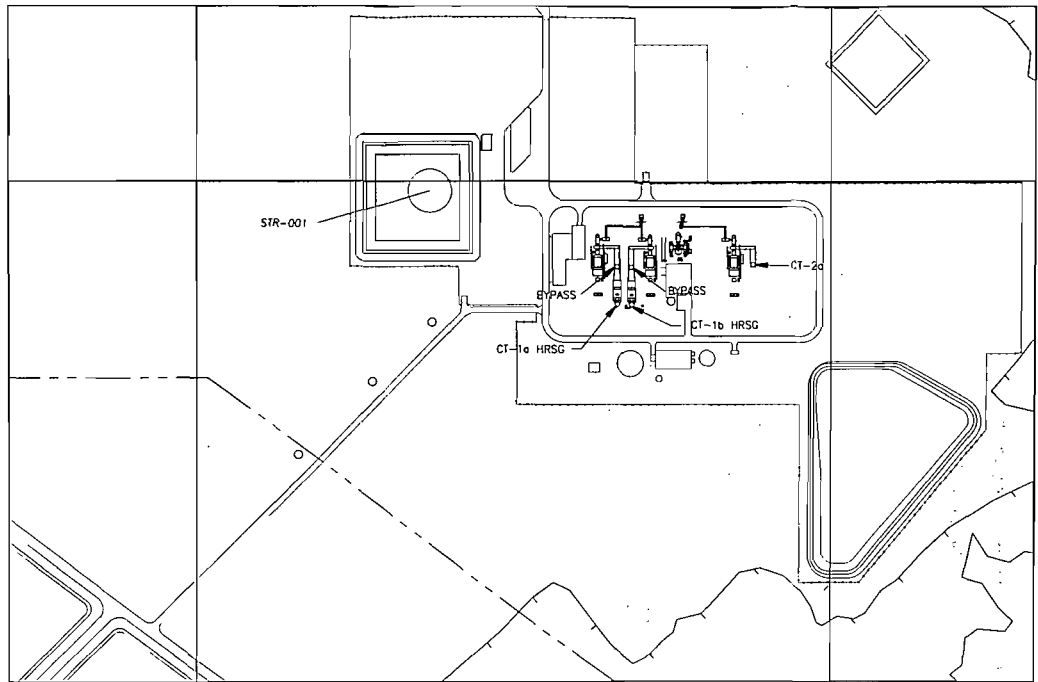 STR-001
CT-2a
BYPASS
BYPASS
CT-1b HRSG
CT-1a HRSG